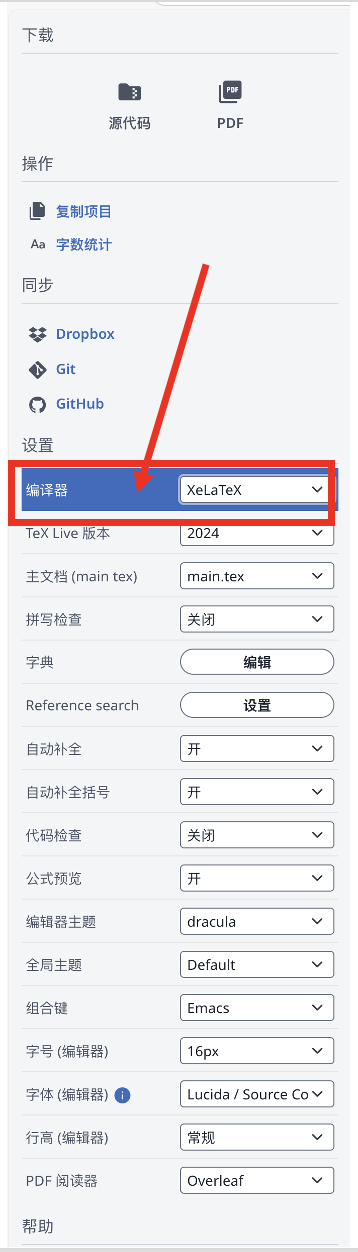 下载
源代码 PDF
操作
复制项目
Aa 字数统计
同步
Dropbox
Git
GitHub
设置
编译器 XeLaTeX
TeX Live 版本 2024
主文档 (main tex) main.tex
拼写检查 关闭
字典 编辑
Reference search 设置
自动补全 开
自动补全括号 开
代码检查 关闭
公式预览 开
编辑器主题 dracula
全局主题 Default
组合键 Emacs
字号 (编辑器) 16px
字体 (编辑器) i Lucida / Source Co
行高 (编辑器) 常规
PDF 阅读器 Overleaf
帮助